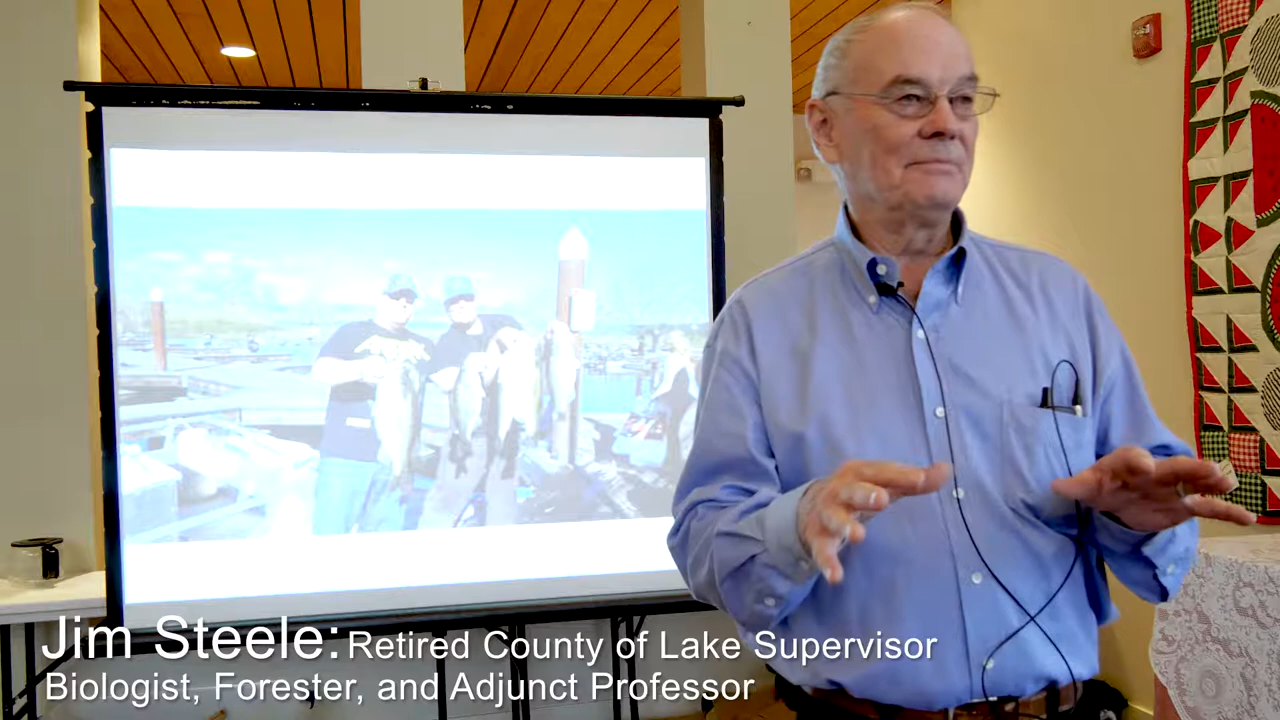 Jim Steele: Retired County of Lake Supervisor
Biologist, Forester, and Adjunct Professor